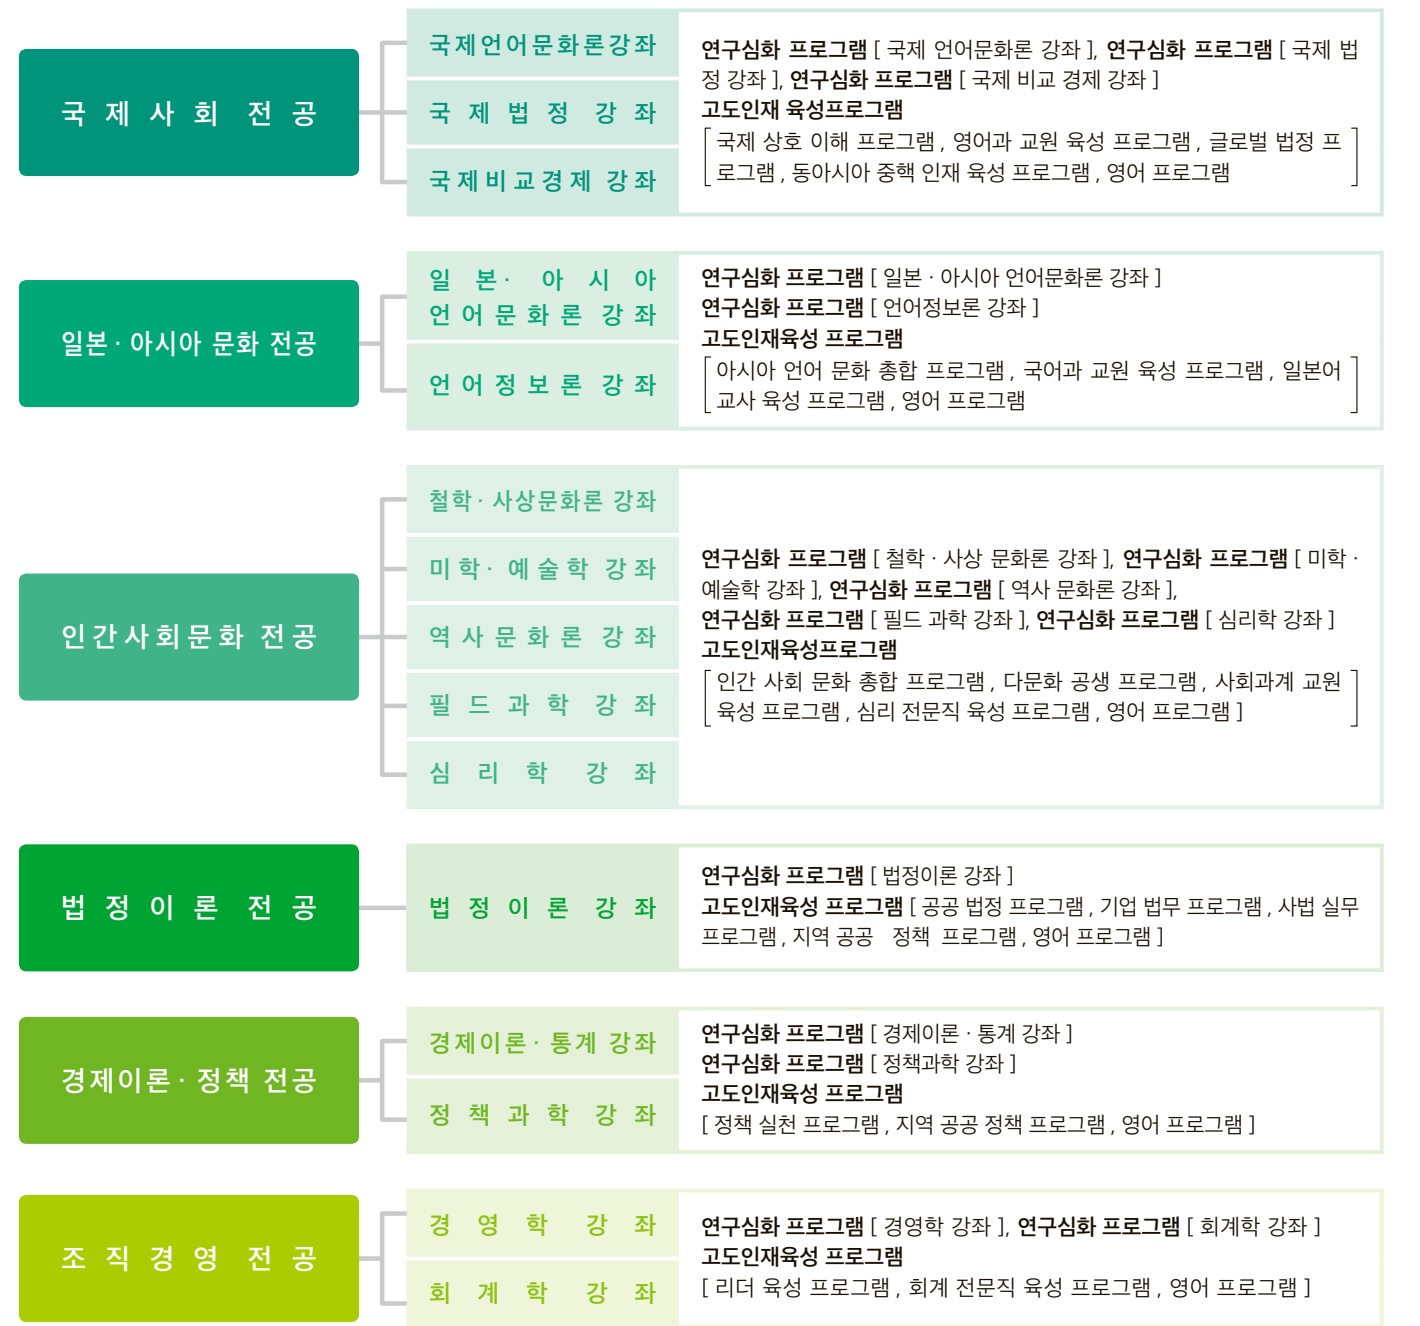 국제사회 전공
국제언어문화론강좌
국제법정 강좌
국제비교경제 강좌
연구심화 프로그램 [ 국제 언어문화론 강좌 ], 연구심화 프로그램 [ 국제 법
정 강좌 ], 연구심화 프로그램 [ 국제 비교 경제 강좌 ]
고도인재 육성프로그램
[ 국제 상호 이해 프로그램 , 영어과 교원 육성 프로그램 , 글로벌 법정 프
로그램 , 동아시아 중핵 인재 육성 프로그램 , 영어 프로그램 ]
일본 · 아시아 문화 전공
일본 · 아시아
언어문화론 강좌
언어정보론 강좌
연구심화 프로그램 [ 일본 · 아시아 언어문화론 강좌 ]
연구심화 프로그램 [ 언어정보론 강좌 ]
고도인재육성 프로그램
[ 아시아 언어 문화 총합 프로그램 , 국어과 교원 육성 프로그램 , 일본어
교사 육성 프로그램 , 영어 프로그램 ]
인간사회문화 전공
철학 · 사상문화론 강좌
미학 · 예술학 강좌
역사문화론 강좌
필드과학 강좌
심리학 강좌
연구심화 프로그램 [ 철학 · 사상 문화론 강좌 ], 연구심화 프로그램 [ 미학 ·
예술학 강좌 ], 연구심화 프로그램 [ 역사 문화론 강좌 ],
연구심화 프로그램 [ 필드 과학 강좌 ], 연구심화 프로그램 [ 심리학 강좌 ]
고도인재육성프로그램
[ 인간 사회 문화 총합 프로그램 , 다문화 공생 프로그램 , 사회과계 교원
육성 프로그램 , 심리 전문직 육성 프로그램 , 영어 프로그램 ] ]
법정이론 전공
법정이론 강좌
연구심화 프로그램 [ 법정이론 강좌 ]
고도인재육성 프로그램 [ 공공 법정 프로그램 , 기업 법무 프로그램 , 사법 실무
프로그램 , 지역 공공 정책 프로그램 , 영어 프로그램 ]
경제이론 · 정책 전공
경제이론 · 통계 강좌
정책과학 강좌
연구심화 프로그램 [ 경제이론 · 통계 강좌 ]
연구심화 프로그램 [ 정책과학 강좌 ]
고도인재육성 프로그램
[ 정책 실천 프로그램 , 지역 공공 정책 프로그램 , 영어 프로그램 ]
조직경영 전공
경영학 강좌
회계학 강좌
연구심화 프로그램 [ 경영학 강좌 ], 연구심화 프로그램 [ 회계학 강좌 ]
고도인재육성 프로그램
[ 리더 육성 프로그램 , 회계 전문직 육성 프로그램 , 영어 프로그램 ]